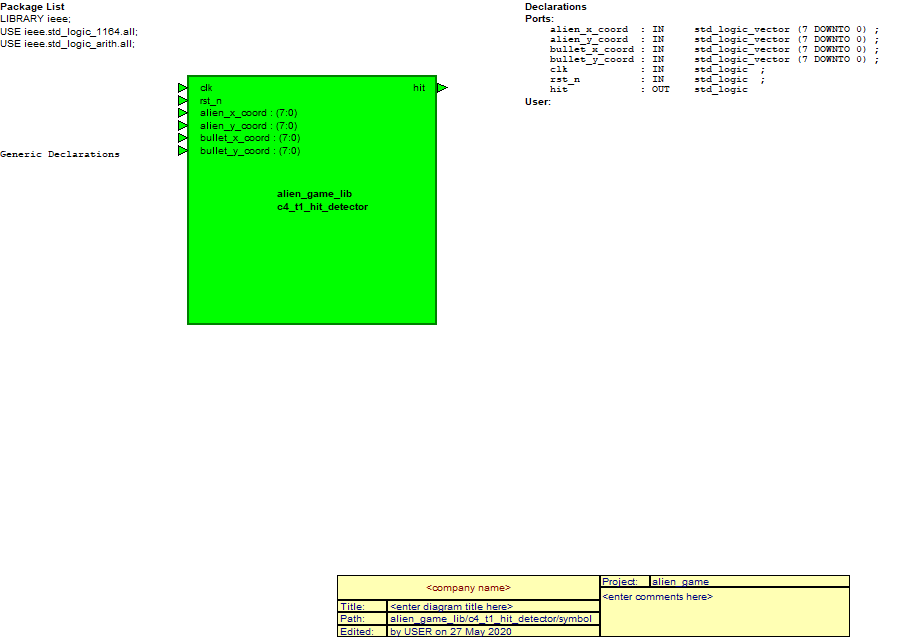 Package List
LIBRARY ieee;
USE ieee.std_logic_1164.all;
USE ieee.std_logic_arith.all;
Declarations
Ports:
alien_x_coord : IN std_logic_vector (7 DOWNTO 0) ;
alien_y_coord : IN std_logic_vector (7 DOWNTO 0) ;
bullet_x_coord : IN std_logic_vector (7 DOWNTO 0) ;
bullet_y_coord : IN std_logic_vector (7 DOWNTO 0) ;
clk : IN std_logic ;
rst_n : IN std_logic ;
hit : OUT std_logic
User:
clk hit
rst_n
alien_x_coord : (7:0)
alien_y_coord : (7:0)
bullet_x_coord : (7:0)
bullet_y_coord : (7:0)
Generic Declarations
alien_game_lib
c4_t1_hit_detector
<company name>
Title: <enter diagram title here>
Path: alien_game_lib/c4_t1_hit_detector/symbol
Edited: by USER on 27 May 2020
Project: alien_game
<enter comments here>